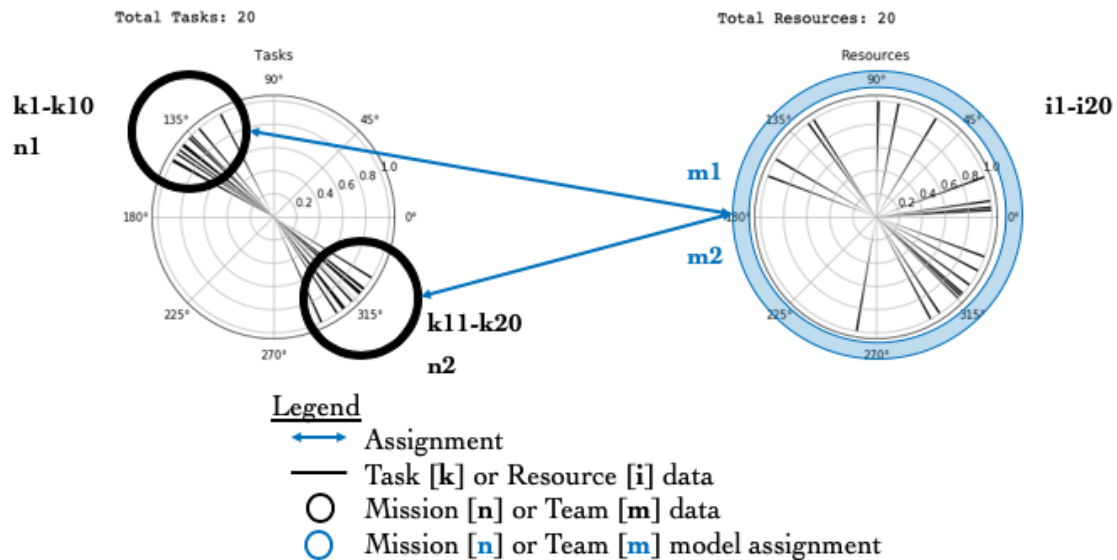 Total Tasks: 20
Total Resources: 20
Tasks
90°
135°
45°
k1-k10
n1
1.0
0.8
0.6
0.4
0.2
180°
0°
225°
315°
270°
k11-k20
n2
Resources
90°
135°
45°
i1-i20
m1
1.0
0.8
0.6
0.4
0.2
180°
0°
m2
225°
315°
270°
Legend
Assignment
Task [k] or Resource [i] data
Mission [n] or Team [m] data
Mission [n] or Team [m] model assignment